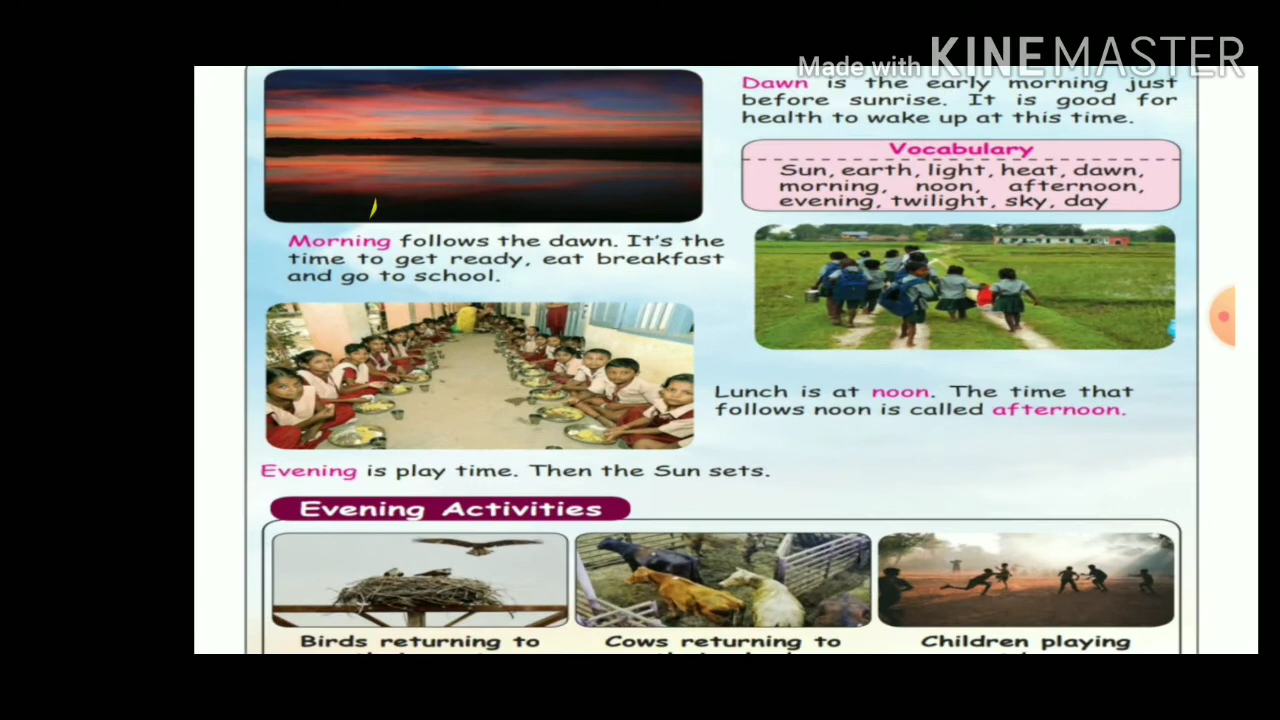 Made with KINEMASTER
Dawn is the early morning just
before sunrise. It is good for
health to wake up at this time.
Vocabulary
Sun, earth, light, heat, dawn,
morning, noon, afternoon,
evening, twilight, sky, day
Morning follows the dawn. It's the
time to get ready, eat breakfast
and go to school.
Lunch is at noon. The time that
follows noon is called afternoon.
Evening is play time. Then the Sun sets.
Evening Activities
Birds returning to
Cows returning to
Children playing